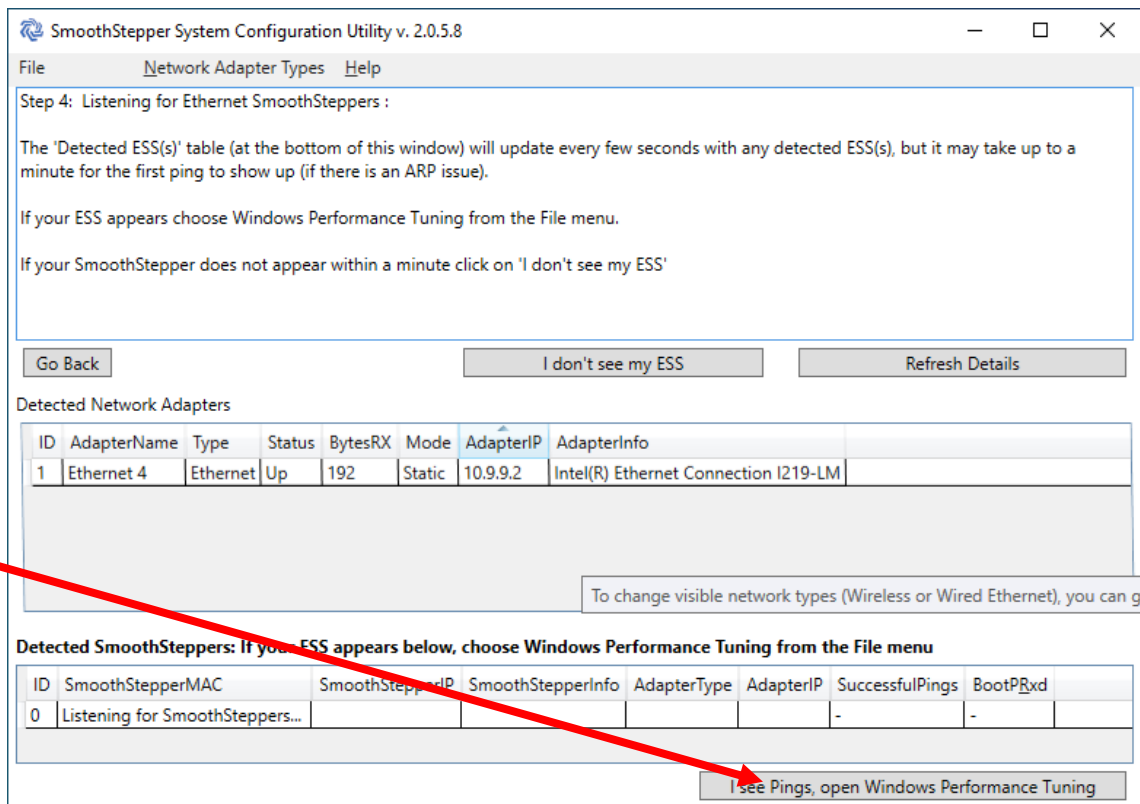 SmoothStepper System Configuration Utility v. 2.0.5.8
File Network Adapter Types Help
Step 4: Listening for Ethernet SmoothSteppers :
The 'Detected ESS(s)' table (at the bottom of this window) will update every few seconds with any detected ESS(s), but it may take up to a
minute for the first ping to show up (if there is an ARP issue).
If your ESS appears choose Windows Performance Tuning from the File menu.
If your SmoothStepper does not appear within a minute click on 'I don't see my ESS'
Go Back I don't see my ESS Refresh Details
Detected Network Adapters
ID AdapterName Type Status BytesRX Mode AdapterIP AdapterInfo
1 Ethernet 4 Ethernet Up 192 Static 10.9.9.2 Intel(R) Ethernet Connection I219-LM
To change visible network types (Wireless or Wired Ethernet), you can g
Detected SmoothSteppers: If your ESS appears below, choose Windows Performance Tuning from the File menu
ID SmoothStepperMAC SmoothStepperIP SmoothStepperInfo AdapterType AdapterIP SuccessfulPings BootPRxd
0 Listening for SmoothSteppers... - -
I see Pings, open Windows Performance Tuning